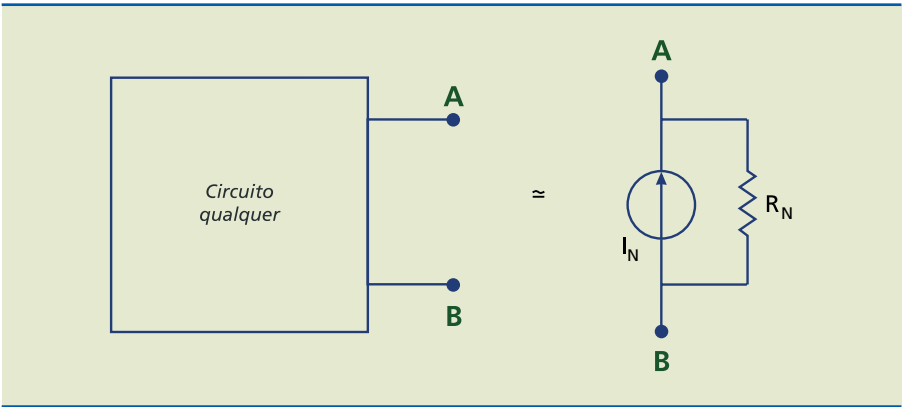 A
B
Circuito
qualquer
≃
A
I_N
R_N
B